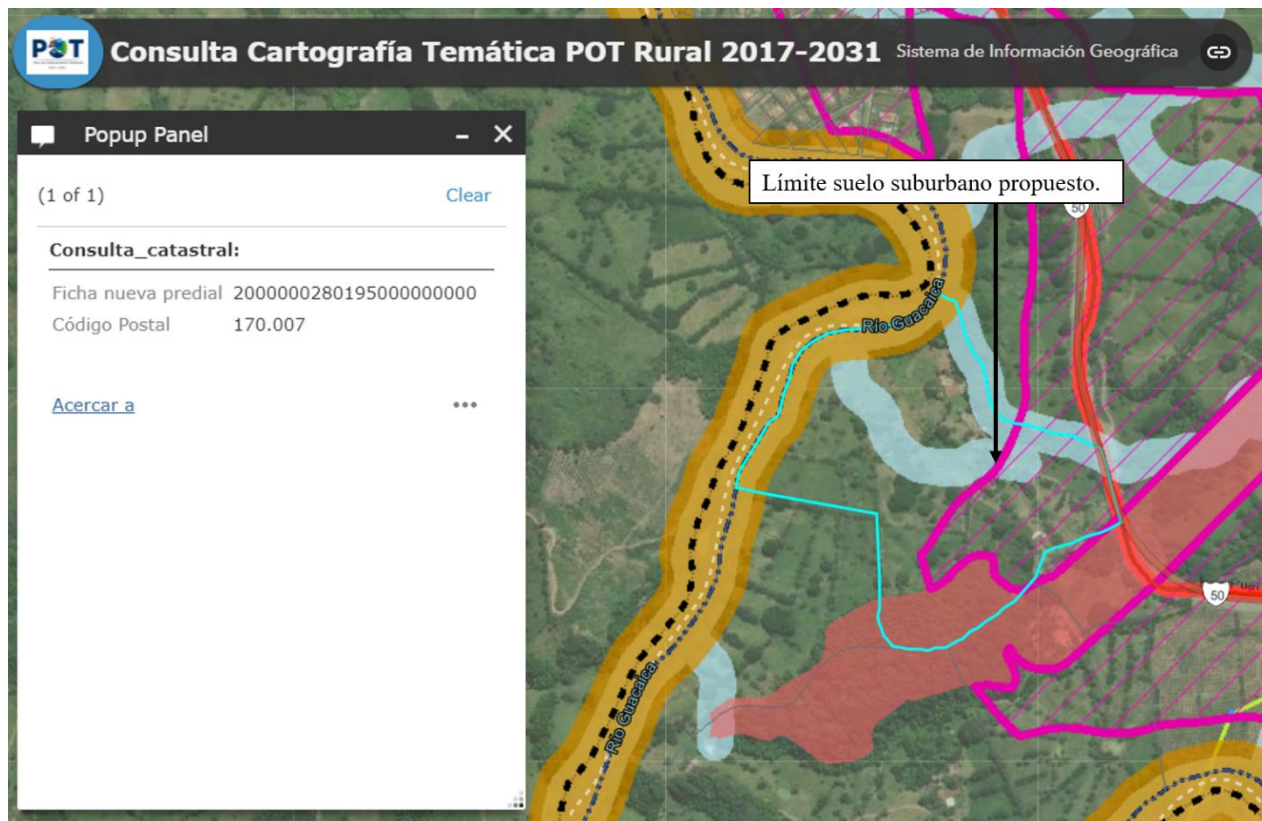 POT
Consulta Cartografía Temática POT Rural 2017-2031 Sistema de Información Geográfica
Popup Panel
(1 of 1) Clear
Consulta_catastral:
Ficha nueva predial 2000000280195000000000
Código Postal 170.007
Acercar a
Límite suelo suburbano propuesto.
50
Río Guacaica
50
Río Guacaica